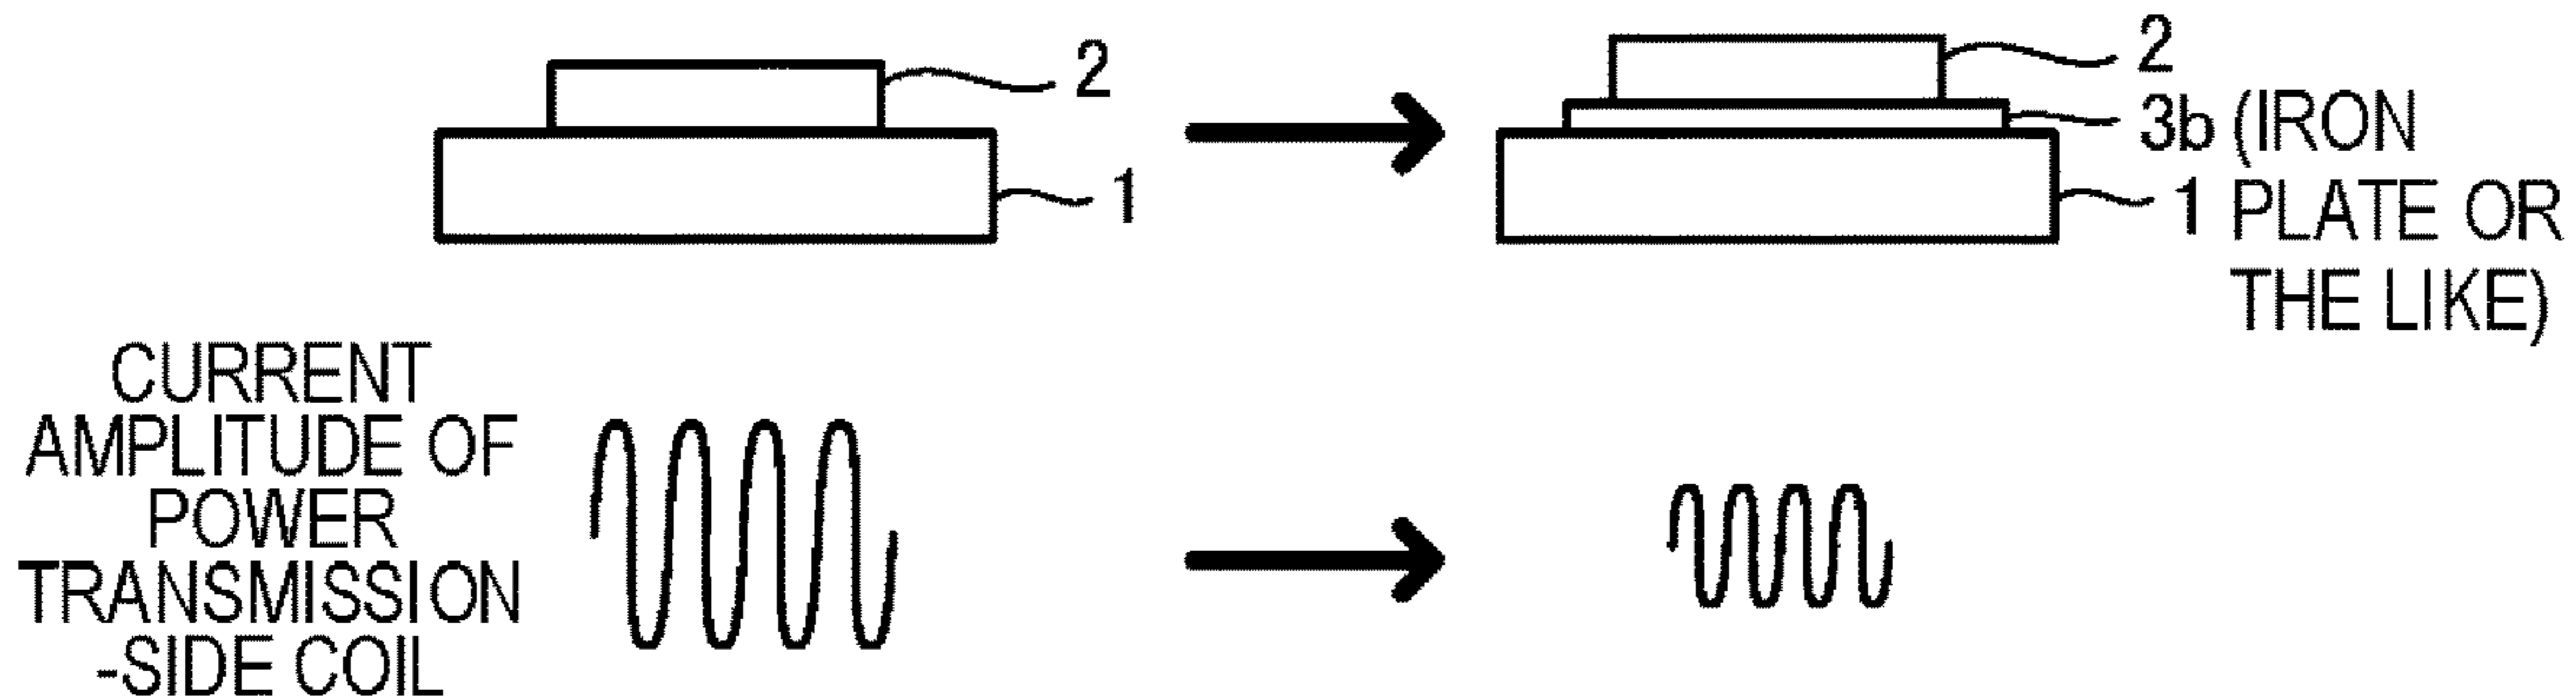 2
1
2
3b (IRON
1 PLATE OR
THE LIKE)
CURRENT
AMPLITUDE OF
POWER
TRANSMISSION
-SIDE COIL